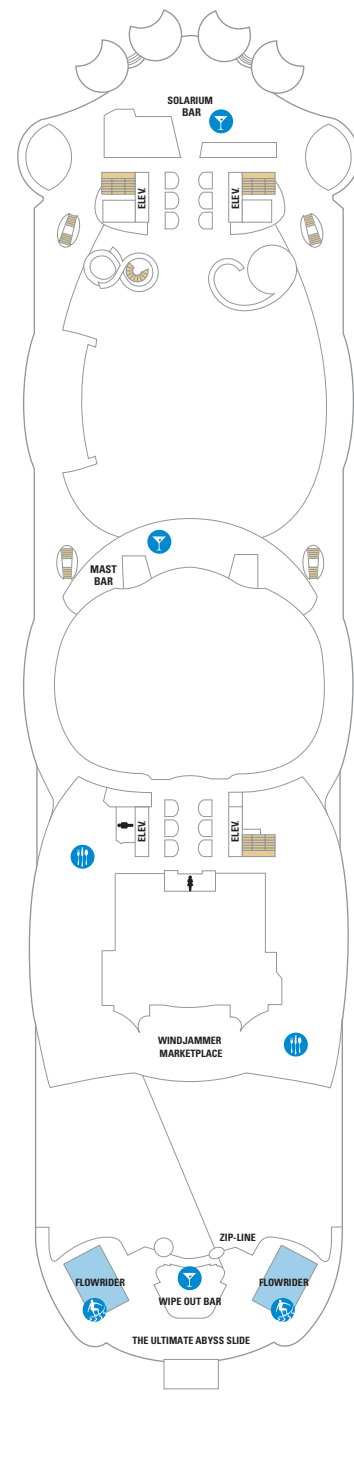 SOLARIUM
BAR
ELEV.
ELEV.
MAST
BAR
ELEV.
ELEV.
WINDJAMMER
MARKETPLACE
ZIP-LINE
FLOWRIDER
FLOWRIDER
WIPE OUT BAR
THE ULTIMATE ABYSS SLIDE